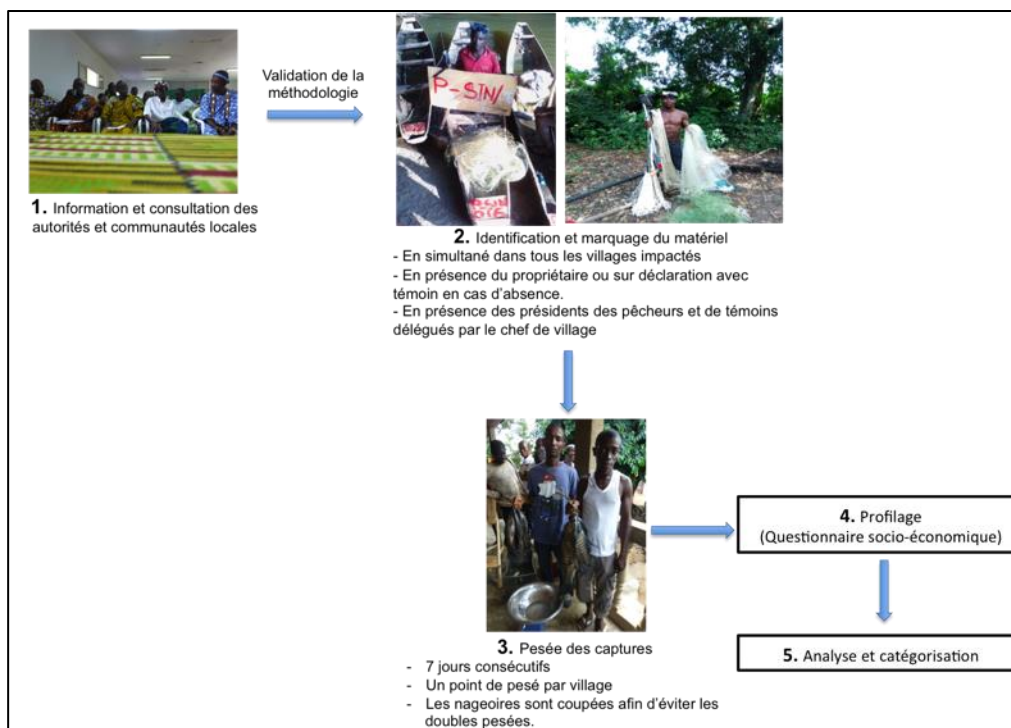 Validation de la
méthodologie
1. Information et consultation des
autorités et communautés locales
P-SIN/
2. Identification et marquage du matériel
- En simultané dans tous les villages impactés
- En présence du propriétaire ou sur déclaration avec
témoin en cas d’absence.
- En présence des présidents des pêcheurs et de témoins
délégués par le chef de village
3. Pesée des captures
- 7 jours consécutifs
- Un point de pesé par village
- Les nageoires sont coupées afin d’éviter les
doubles pesées.
4. Profilage
(Questionnaire socio-économique)
5. Analyse et catégorisation